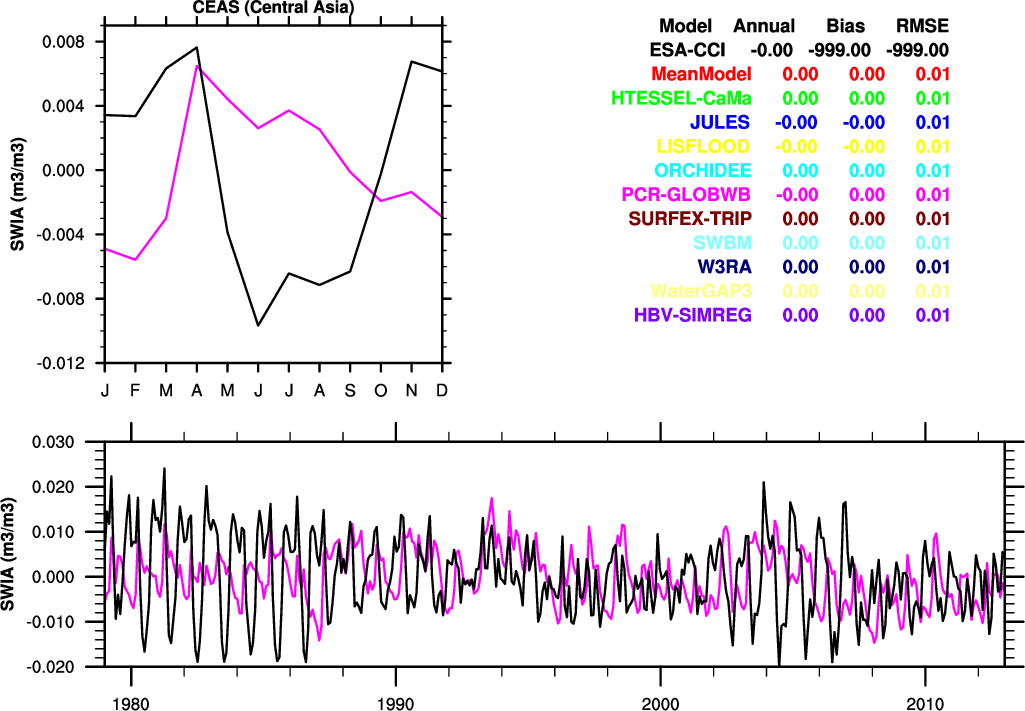 CEAS (Central Asia)
SWIA (m3/m3)
0.008
0.004
0.000
-0.004
-0.008
-0.012
J F M A M J J A S O N D
Model Annual Bias RMSE
ESA-CCI -0.00 -999.00 -999.00
MeanModel 0.00 0.00 0.01
HTESSEL-CaMa 0.00 0.00 0.01
JULES -0.00 -0.00 0.01
LISFLOOD -0.00 -0.00 0.01
ORCHIDEE 0.00 0.00 0.01
PCR-GLOBWB -0.00 0.00 0.01
SURFEX-TRIP 0.00 0.00 0.01
SWBM 0.00 0.00 0.01
W3RA 0.00 0.00 0.01
WaterGAP3 0.00 0.00 0.01
HBV-SIMREG 0.00 0.00 0.01
SWIA (m3/m3)
0.030
0.020
0.010
0.000
-0.010
-0.020
1980 1990 2000 2010